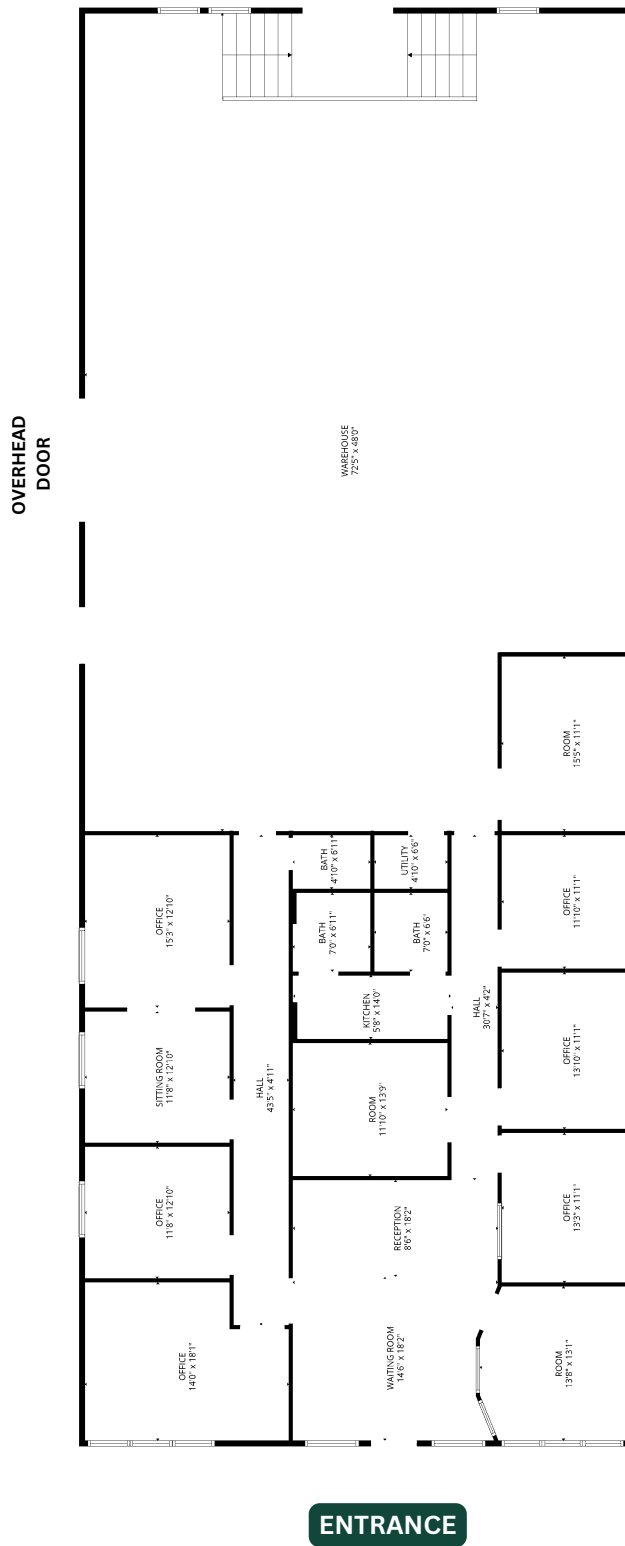 OVERHEAD
DOOR
WAREHOUSE
72'5" x 48'0"
ROOM
15'5" x 11'1"
BATH
4'10" x 6'11"
UTILITY
4'10" x 6'6"
OFFICE
15'3" x 12'10"
OFFICE
11'10" x 11'1"
BATH
7'0" x 6'11"
BATH
7'0" x 6'6"
KITCHEN
5'8" x 14'0"
HALL
30'7" x 4'2"
SITTING ROOM
11'8" x 12'10"
HALL
43'5" x 4'11"
OFFICE
13'10" x 11'1"
ROOM
11'10" x 13'9"
OFFICE
11'8" x 12'10"
RECEPTION
8'6" x 18'2"
OFFICE
13'3" x 11'1"
OFFICE
14'0" x 18'1"
WAITING ROOM
14'6" x 18'2"
ROOM
13'8" x 13'1"
ENTRANCE